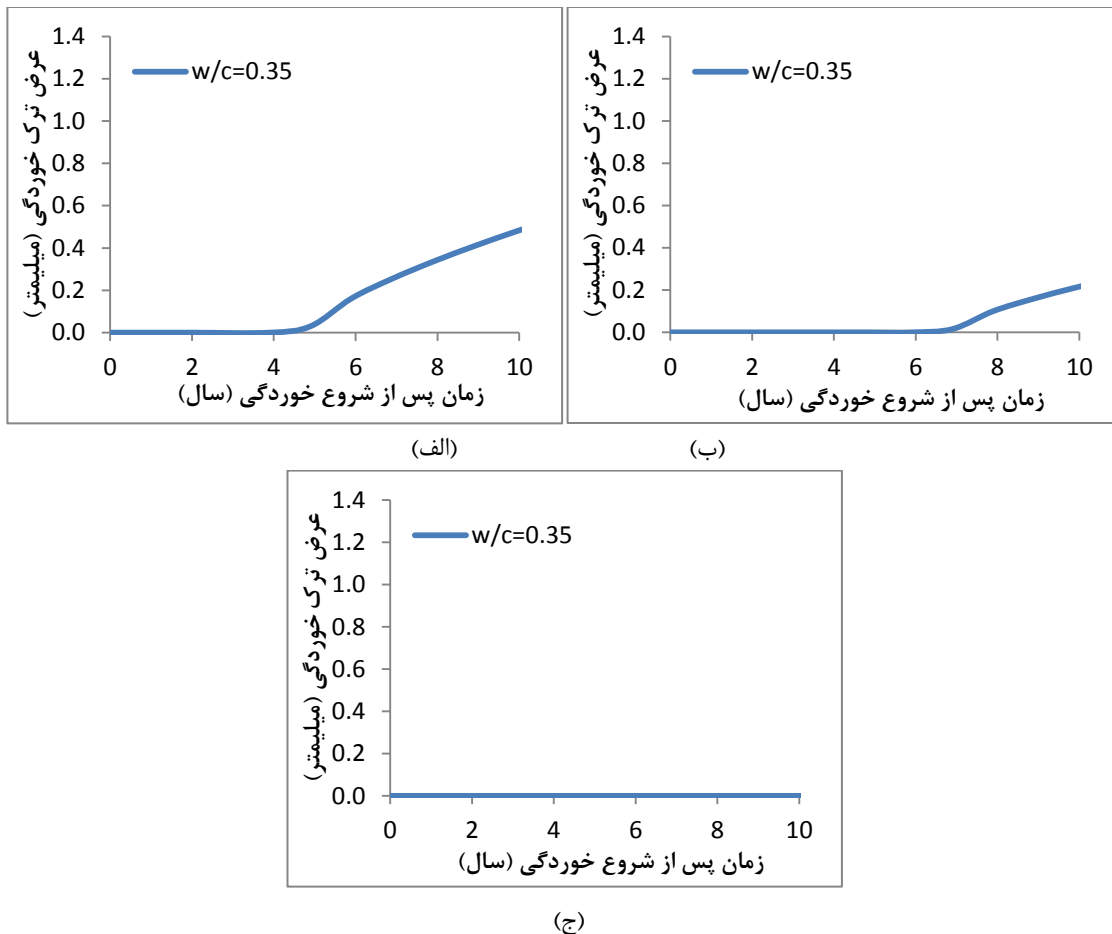 عرض ترک خوردگی (میلیمتر)
1.4
1.2
1.0
0.8
0.6
0.4
0.2
0.0
w/c=0.35
0 2 4 6 8 10
زمان پس از شروع خوردگی (سال)
(الف)
عرض ترک خوردگی (میلیمتر)
1.4
1.2
1.0
0.8
0.6
0.4
0.2
0.0
w/c=0.35
0 2 4 6 8 10
زمان پس از شروع خوردگی (سال)
(ب)
عرض ترک خوردگی (میلیمتر)
1.4
1.2
1.0
0.8
0.6
0.4
0.2
0.0
w/c=0.35
0 2 4 6 8 10
زمان پس از شروع خوردگی (سال)
(ج)